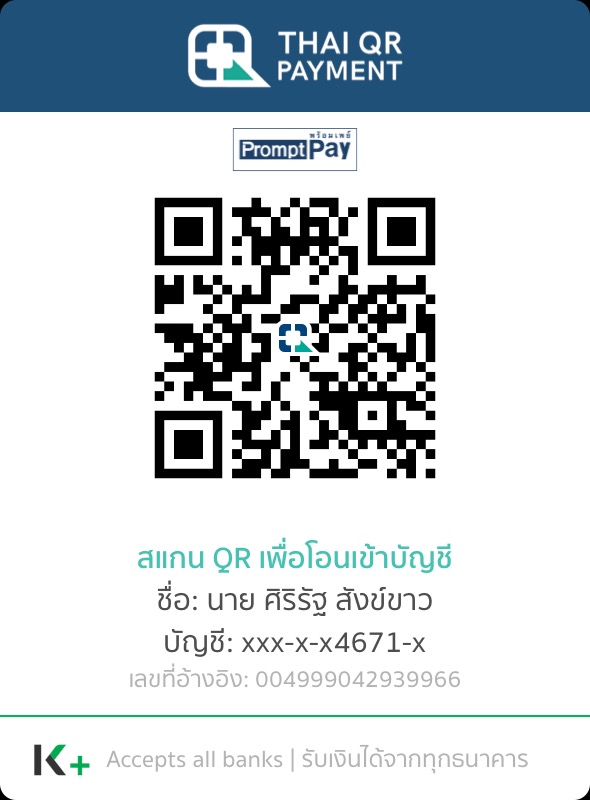 THAI QR
PAYMENT
พร้อมเพย์
PromptPay
สแกน QR เพื่อโอนเข้าบัญชี
ชื่อ: นาย ศิริรัฐ สังข์ขาว
บัญชี: xxx-x-x4671-x
เลขที่อ้างอิง: 004999042939966
K+ Accepts all banks | รับเงินได้จากทุกธนาคาร